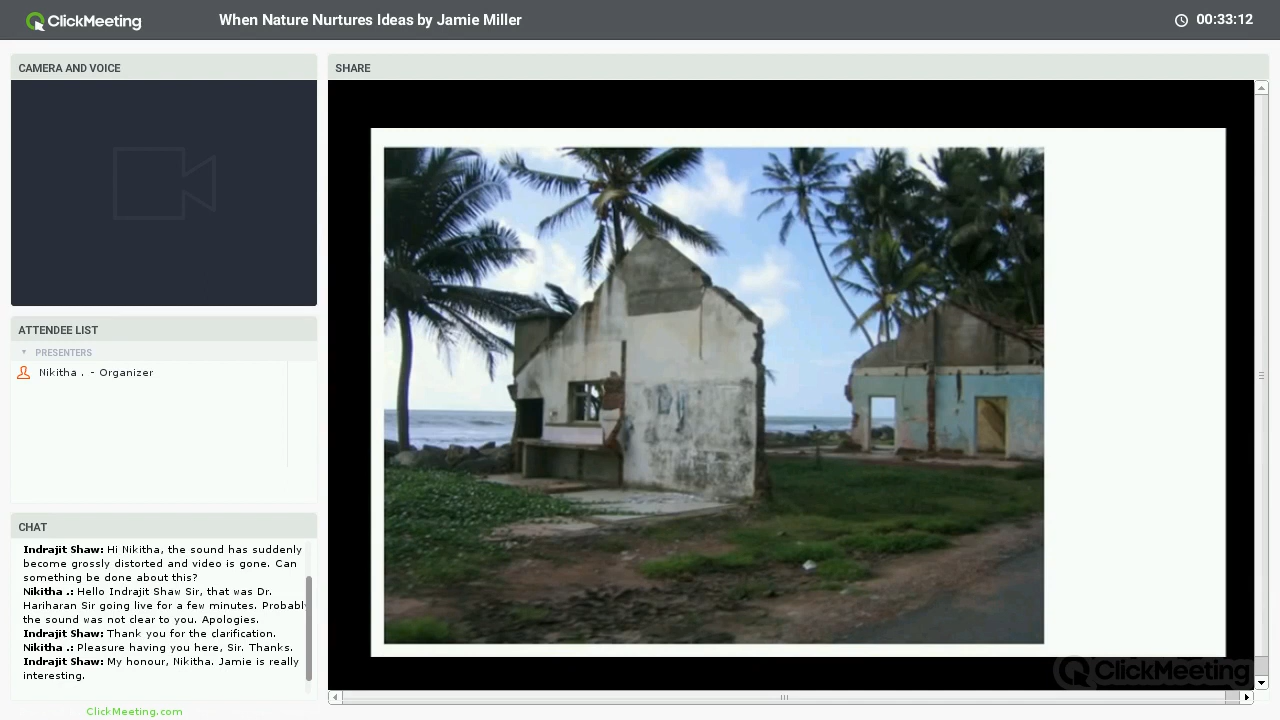 ClickMeeting
When Nature Nurtures Ideas by Jamie Miller
00:33:12
CAMERA AND VOICE
ATTENDEE LIST
PRESENTERS
Nikitha . - Organizer
CHAT
Indrajit Shaw: Hi Nikitha, the sound has suddenly
become grossly distorted and video is gone. Can
something be done about this?
Nikitha .: Hello Indrajit Shaw Sir, that was Dr.
Hariharan Sir going live for a few minutes. Probably
the sound was not clear to you. Apologies.
Indrajit Shaw: Thank you for the clarification.
Nikitha .: Pleasure having you here, Sir. Thanks.
Indrajit Shaw: My honour, Nikitha. Jamie is really
interesting.
ClickMeeting.com
SHARE
ClickMeeting